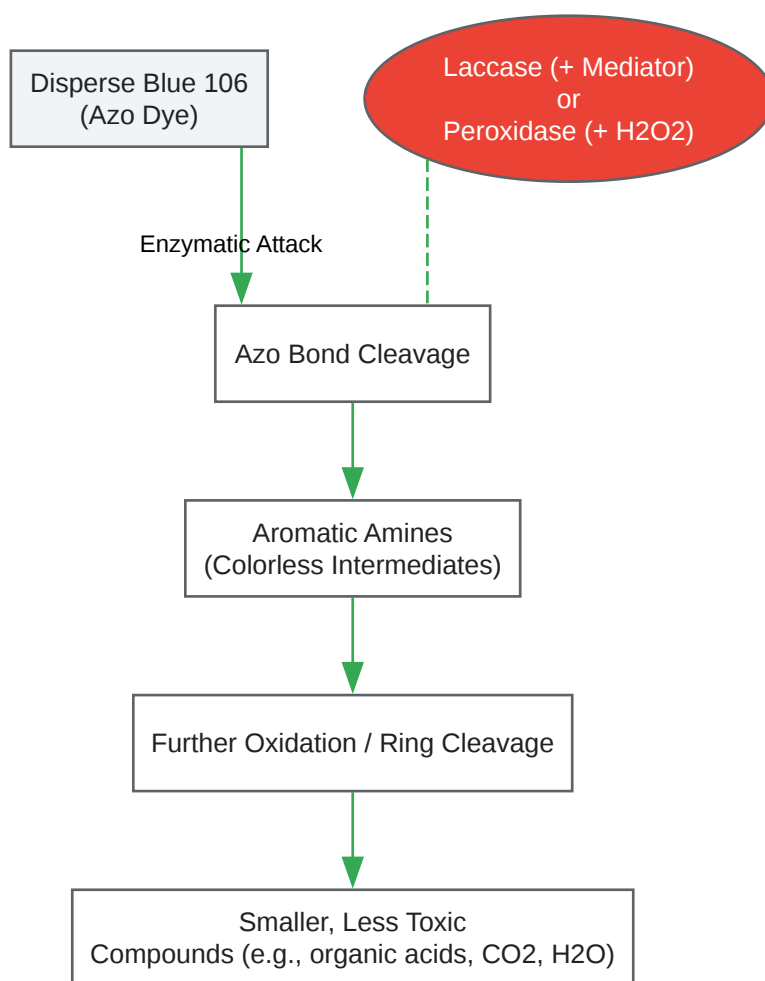 Disperse Blue 106
(Azo Dye)
Laccase (+ Mediator)
or
Peroxidase (+ H2O2)
Enzymatic Attack
Azo Bond Cleavage
Aromatic Amines
(Colorless Intermediates)
Further Oxidation / Ring Cleavage
Smaller, Less Toxic
Compounds (e.g., organic acids, CO2, H2O)